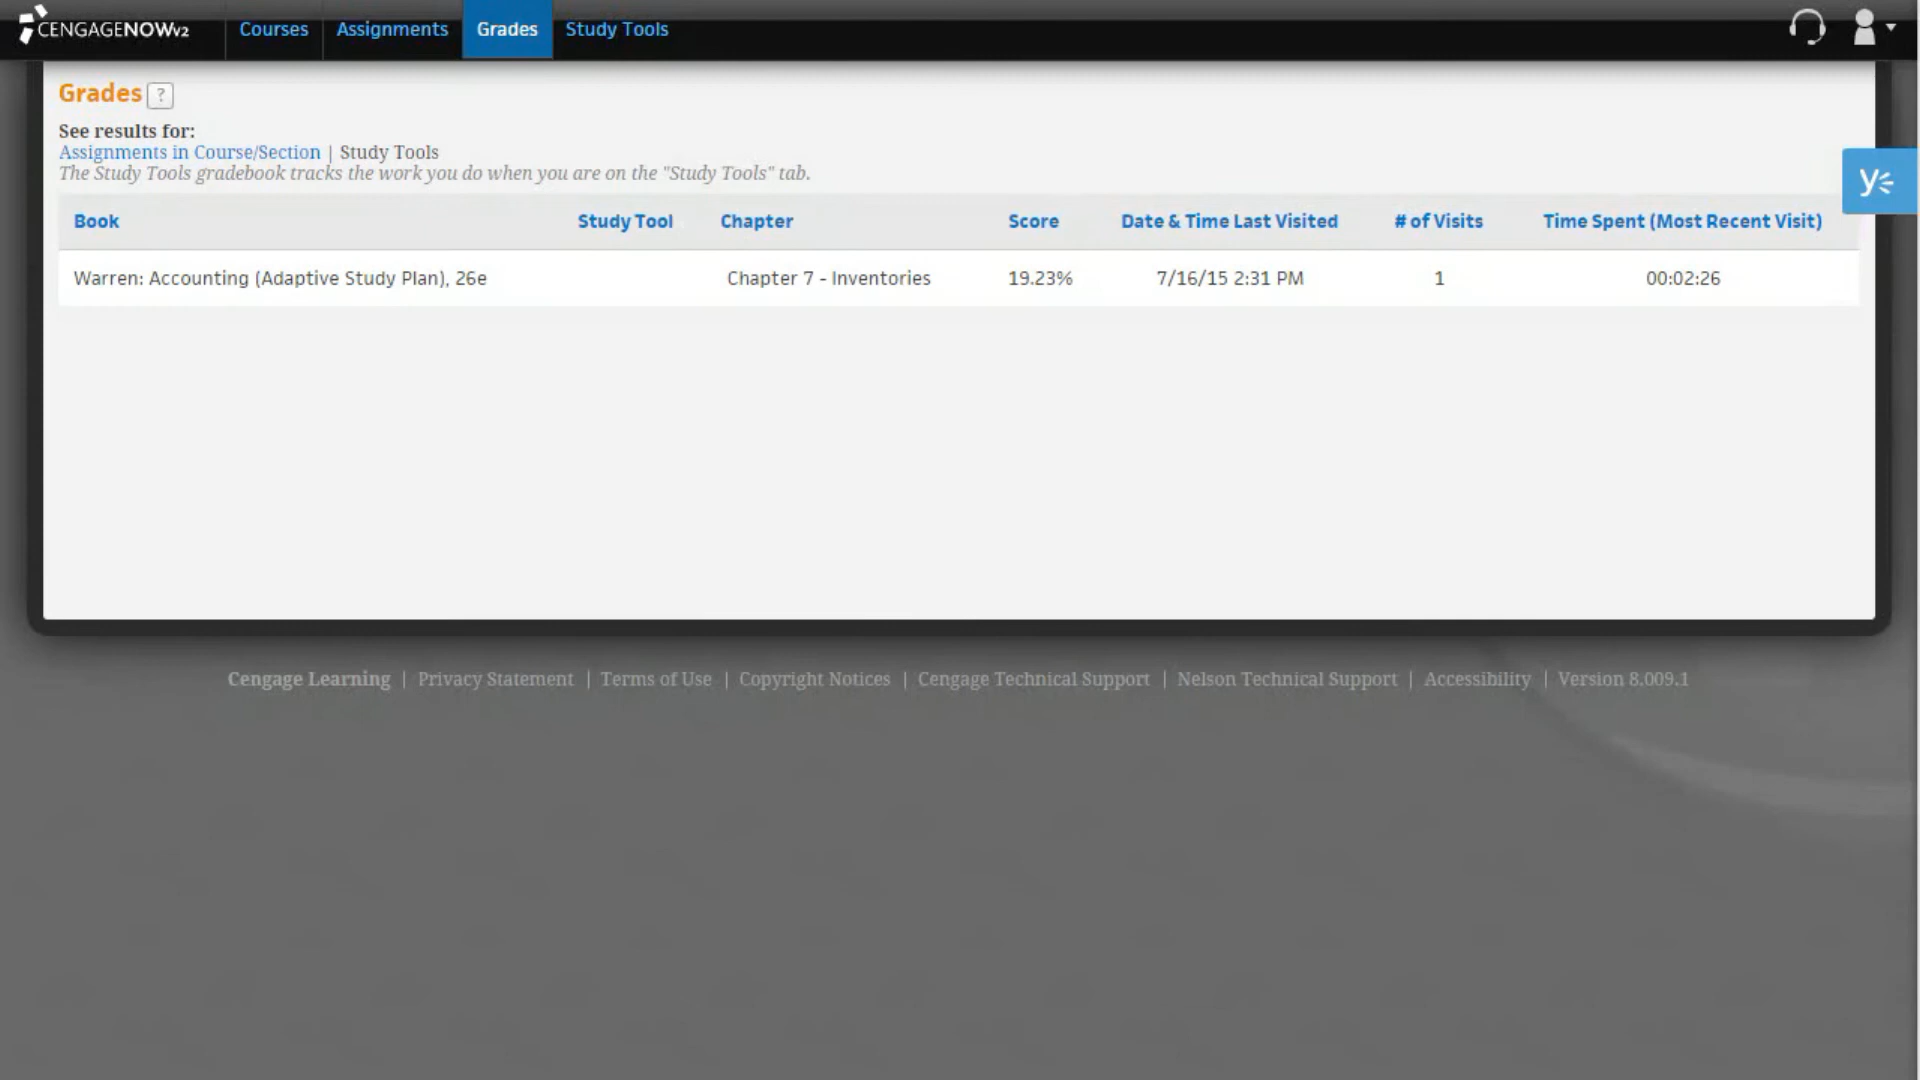 CENGAGENOWv2 Courses Assignments Grades Study Tools
Grades ?
See results for:
Assignments in Course/Section | Study Tools
The Study Tools gradebook tracks the work you do when you are on the "Study Tools" tab.
Book Study Tool Chapter Score Date & Time Last Visited # of Visits Time Spent (Most Recent Visit)
Warren: Accounting (Adaptive Study Plan), 26e Chapter 7 - Inventories 19.23% 7/16/15 2:31 PM 1 00:02:26
y
Cengage Learning | Privacy Statement | Terms of Use | Copyright Notices | Cengage Technical Support | Nelson Technical Support | Accessibility | Version 8.009.1